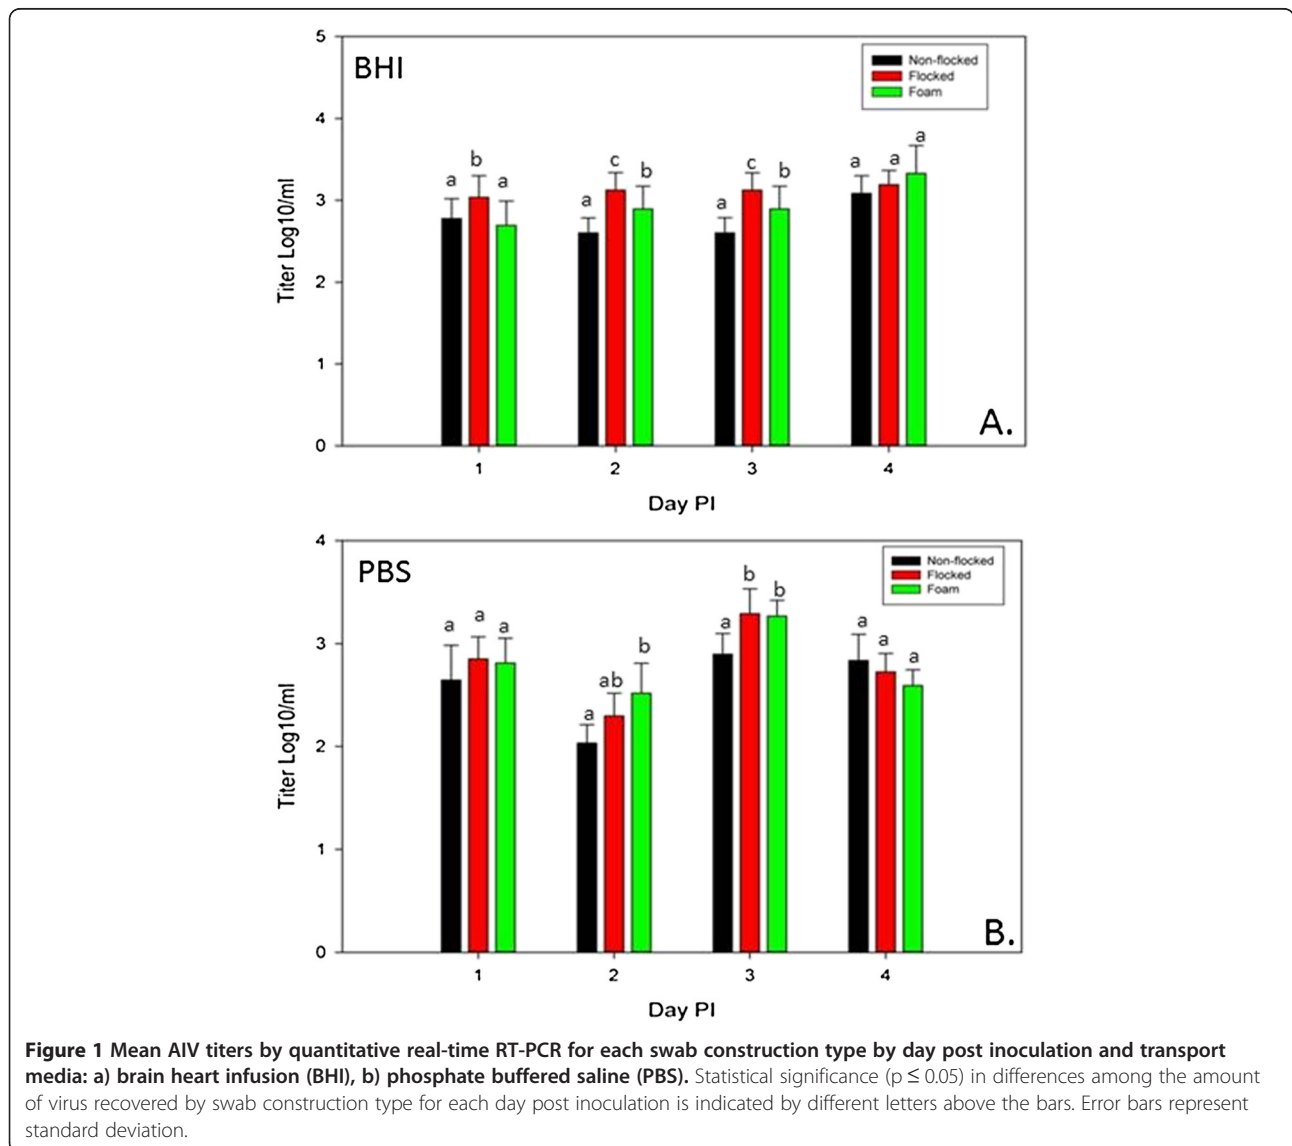 5
BHI
Non-flocked
Flocked
Foam
4
a b a
a c b
a c b
a a a
3
Titer Log10/ml
2
1
A.
0
1 2 3 4
Day PI
4
PBS
Non-flocked
Flocked
Foam
a a a
a ab b
a b b
a a a
3
Titer Log10/ml
2
1
B.
0
1 2 3 4
Day PI
Figure 1 Mean AIV titers by quantitative real-time RT-PCR for each swab construction type by day post inoculation and transport
media: a) brain heart infusion (BHI), b) phosphate buffered saline (PBS). Statistical significance (p ≤ 0.05) in differences among the amount
of virus recovered by swab construction type for each day post inoculation is indicated by different letters above the bars. Error bars represent
standard deviation.